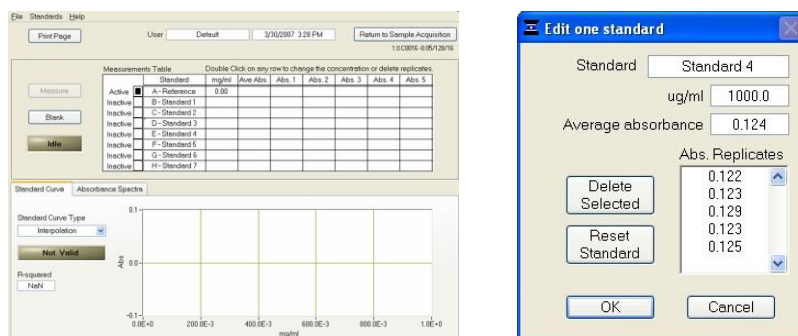 File Standards Help
Print Page User Default 3/30/2007 3:28 PM Return to Sample Acquisition
1.0.C0016 -0.05/128/16
Measurements Table Double Click on any row to change the concentration or delete replicates
Standard mg/ml Ave Abs. Abs. 1 Abs. 2 Abs. 3 Abs. 4 Abs. 5
Measure
Active A - Reference 0.00
Inactive B - Standard 1
Blank
Inactive C - Standard 2
Inactive D - Standard 3
Idle
Inactive E - Standard 4
Inactive F - Standard 5
Inactive G - Standard 6
Inactive H - Standard 7
Standard Curve Absorbance Spectra
Standard Curve Type
Interpolation
Not Valid
R-squared
NaN
0.1
Abs
0.0
-0.1
0.0E+0 200.0E-3 400.0E-3 600.0E-3 800.0E-3 1.0E+0
mg/ml
Edit one standard
Standard Standard 4
ug/ml 1000.0
Average absorbance 0.124
Abs. Replicates
0.122
0.123
0.129
0.123
0.125
Delete
Selected
Reset
Standard
OK Cancel